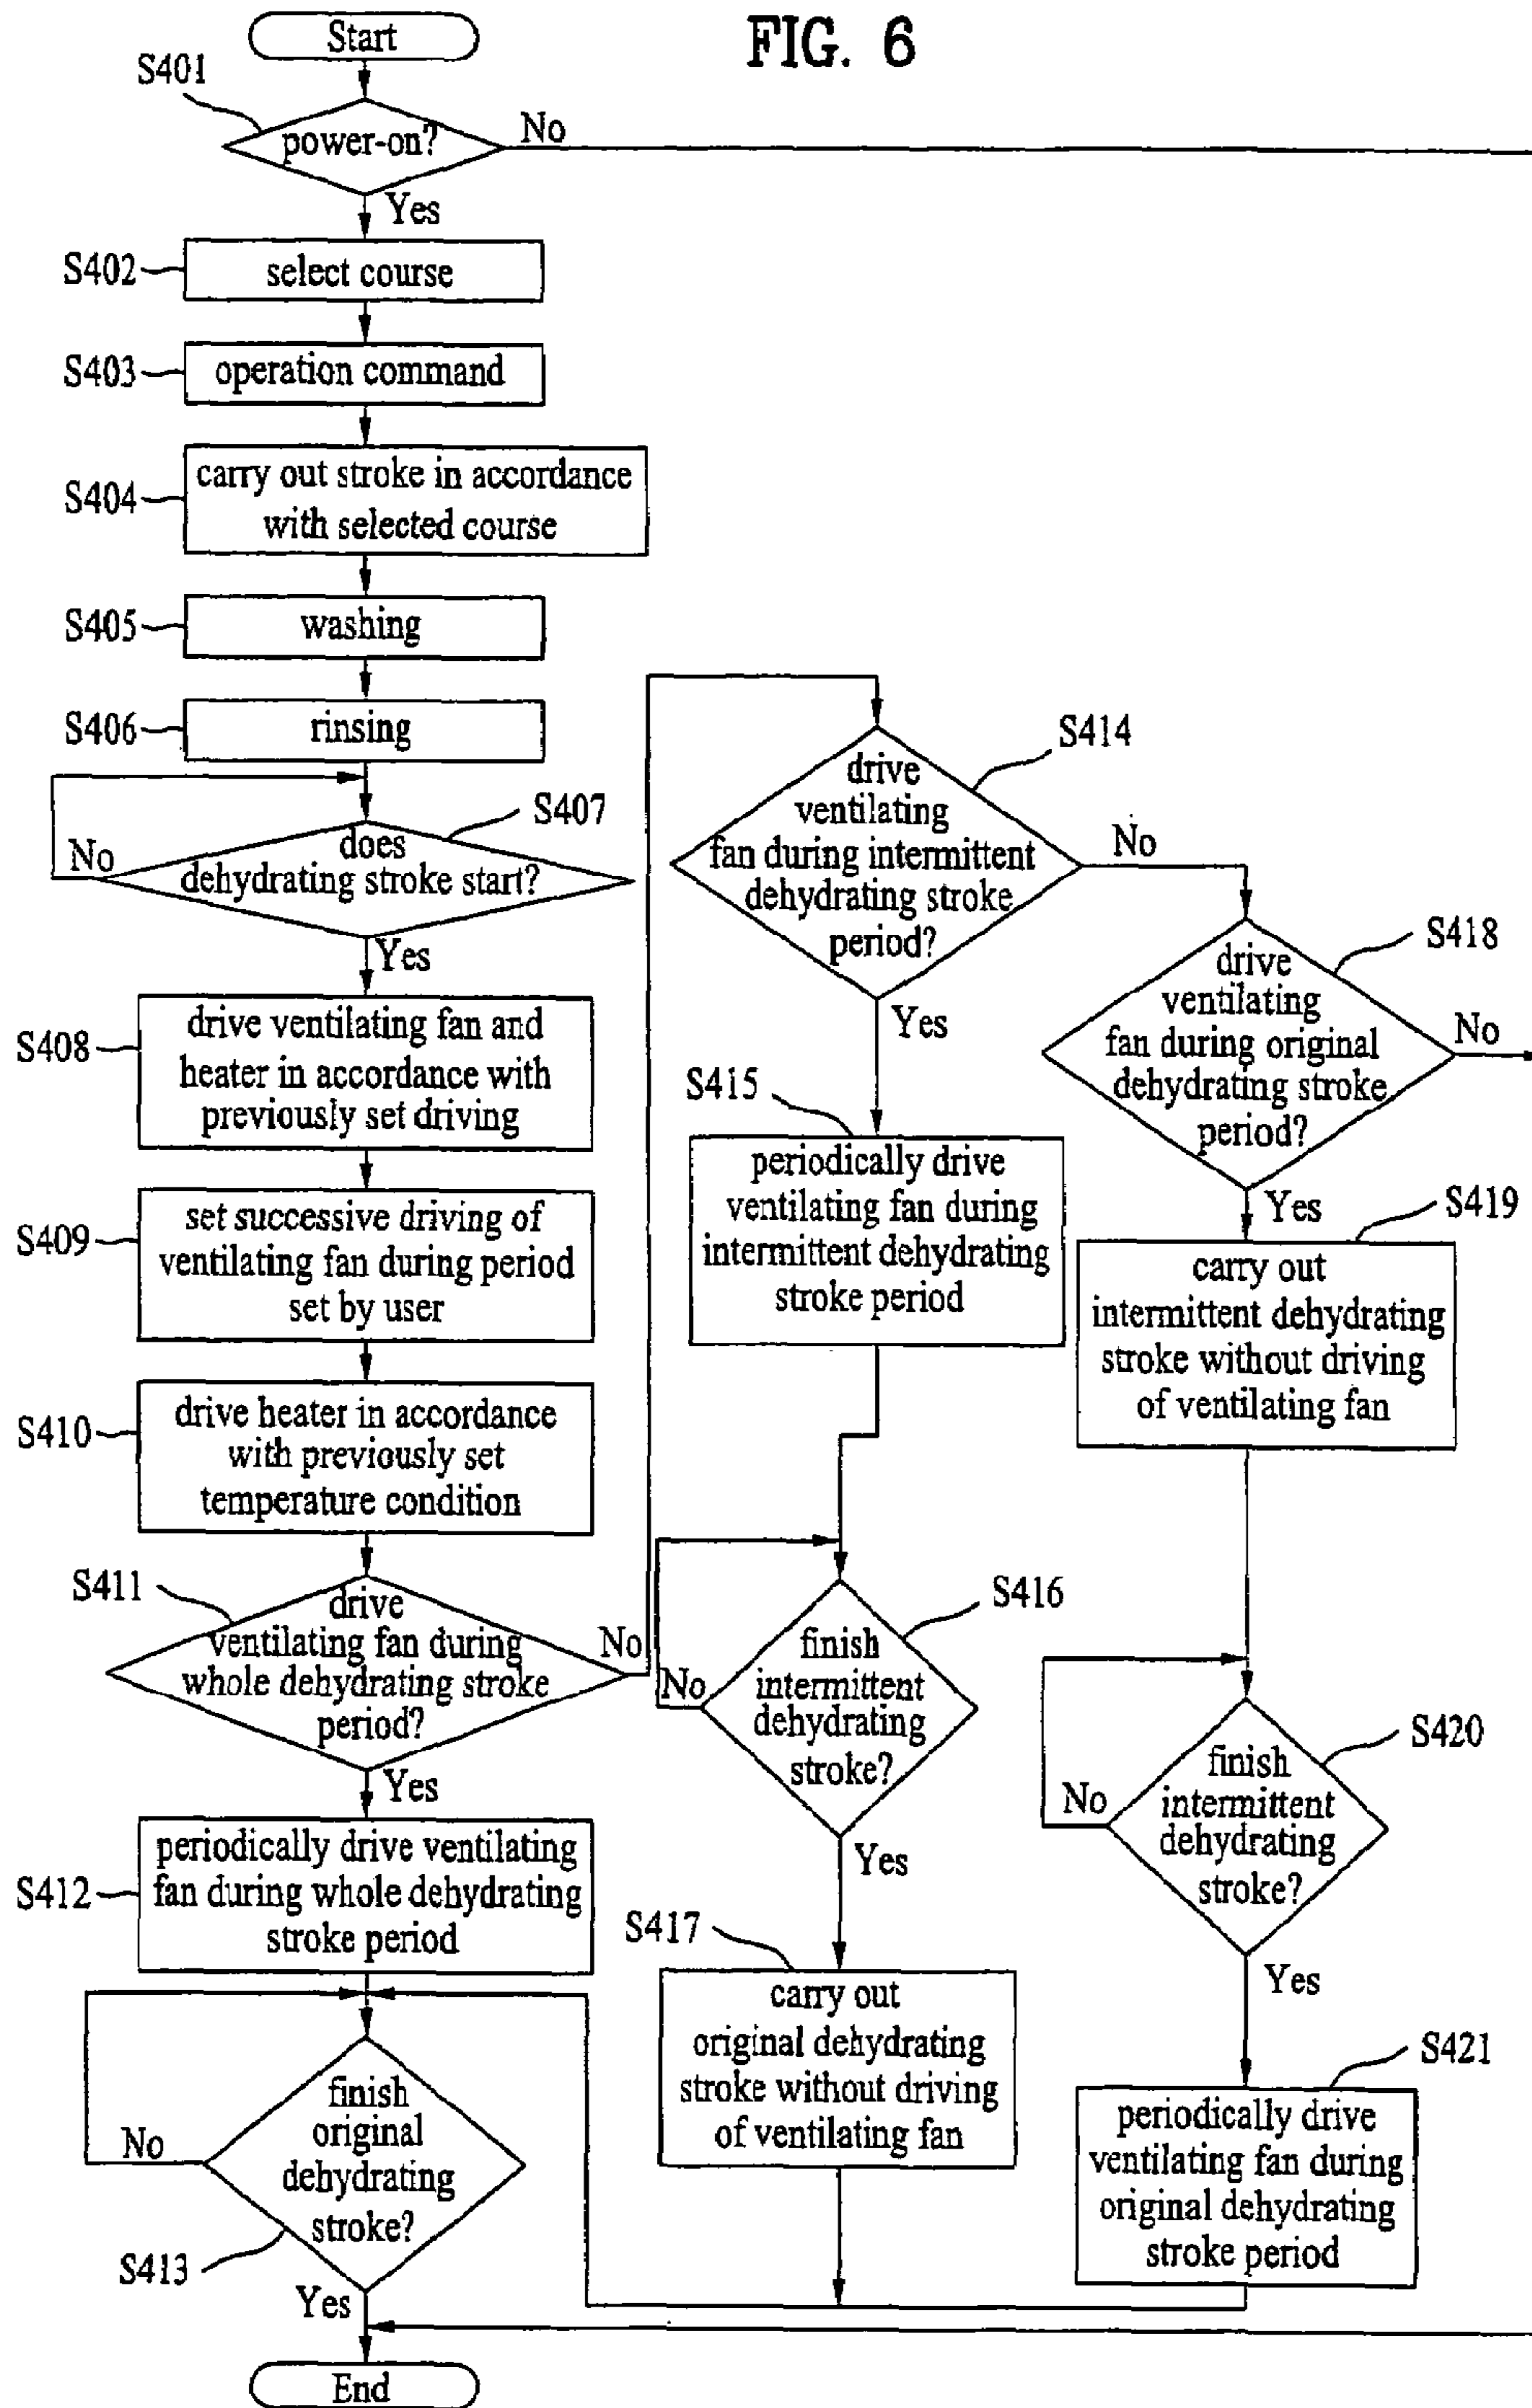 FIG. 6
Start
S401
power-on?
No
Yes
S402
select course
S403
operation command
S404
carry out stroke in accordance
with selected course
S405
washing
S406
rinsing
S407
does
dehydrating stroke start?
No
Yes
S408
drive ventilating fan and
heater in accordance with
previously set driving
S409
set successive driving of
ventilating fan during period
set by user
S410
drive heater in accordance
with previously set
temperature condition
S411
drive
ventilating fan during
whole dehydrating stroke
period?
No
Yes
S412
periodically drive ventilating
fan during whole dehydrating
stroke period
finish
original
dehydrating
stroke?
No
S413
Yes
End
S414
drive
ventilating
fan during intermittent
dehydrating stroke
period?
No
Yes
S415
periodically drive
ventilating fan during
intermittent dehydrating
stroke period
S416
finish
intermittent
dehydrating
stroke?
No
Yes
S417
carry out
original dehydrating
stroke without driving
of ventilating fan
S418
drive
ventilating
fan during original
dehydrating stroke
period?
No
Yes
S419
carry out
intermittent dehydrating
stroke without driving
of ventilating fan
S420
finish
intermittent
dehydrating
stroke?
No
Yes
S421
periodically drive
ventilating fan during
original dehydrating
stroke period